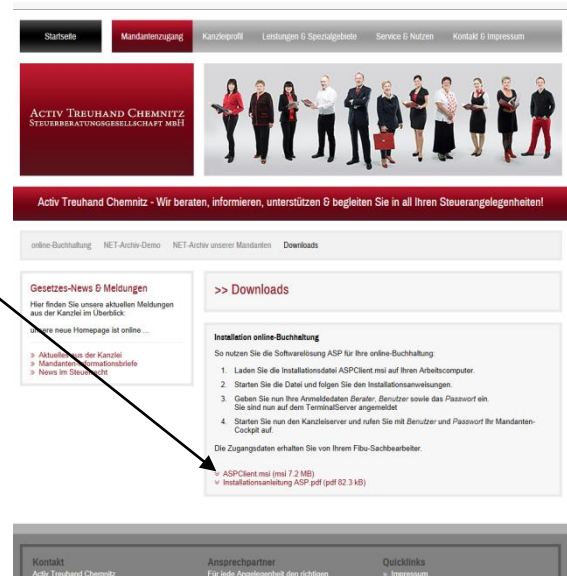 Startseite
Mandantenzugang
Kanzleiprofil
Leistungen & Spezialgebiete
Service & Nutzen
Kontakt & Impressum
ACTIV TREUHAND CHEMNITZ
STEUERBERATUNGSGESELLSCHAFT MBH
Activ Treuhand Chemnitz - Wir beraten, informieren, unterstützen & begleiten Sie in all Ihren Steuerangelegenheiten!
online-Buchhaltung NET-Archiv-Demo NET-Archiv unserer Mandanten Downloads
Gesetzes-News & Meldungen
Hier finden Sie unsere aktuellen Meldungen
aus der Kanzlei im Überblick:
unsere neue Homepage ist online ...
» Aktuelles aus der Kanzlei
» Mandanten-Informationsbriefe
» News im Steuerrecht
>> Downloads
Installation online-Buchhaltung
So nutzen Sie die Softwarelösung ASP für Ihre online-Buchhaltung:
1. Laden Sie die Installationsdatei ASPClient.msi auf Ihren Arbeitscomputer.
2. Starten Sie die Datei und folgen Sie den Installationsanweisungen.
3. Geben Sie nun Ihre Anmeldedaten Berater, Benutzer sowie das Passwort ein.
Sie sind nun auf dem TerminalServer angemeldet
4. Starten Sie nun den Kanzleiserver und rufen Sie mit Benutzer und Passwort Ihr Mandanten-
Cockpit auf.
Die Zugangsdaten erhalten Sie von Ihrem Fibu-Sachbearbeiter.
ASPClient.msi (msi 7.2 MB)
Installationsanleitung ASP.pdf (pdf 82.3 kB)
Kontakt
Activ Treuhand Chemnitz
Ansprechpartner
Für jede Angelegenheit den richtigen
Quicklinks
» Impressum